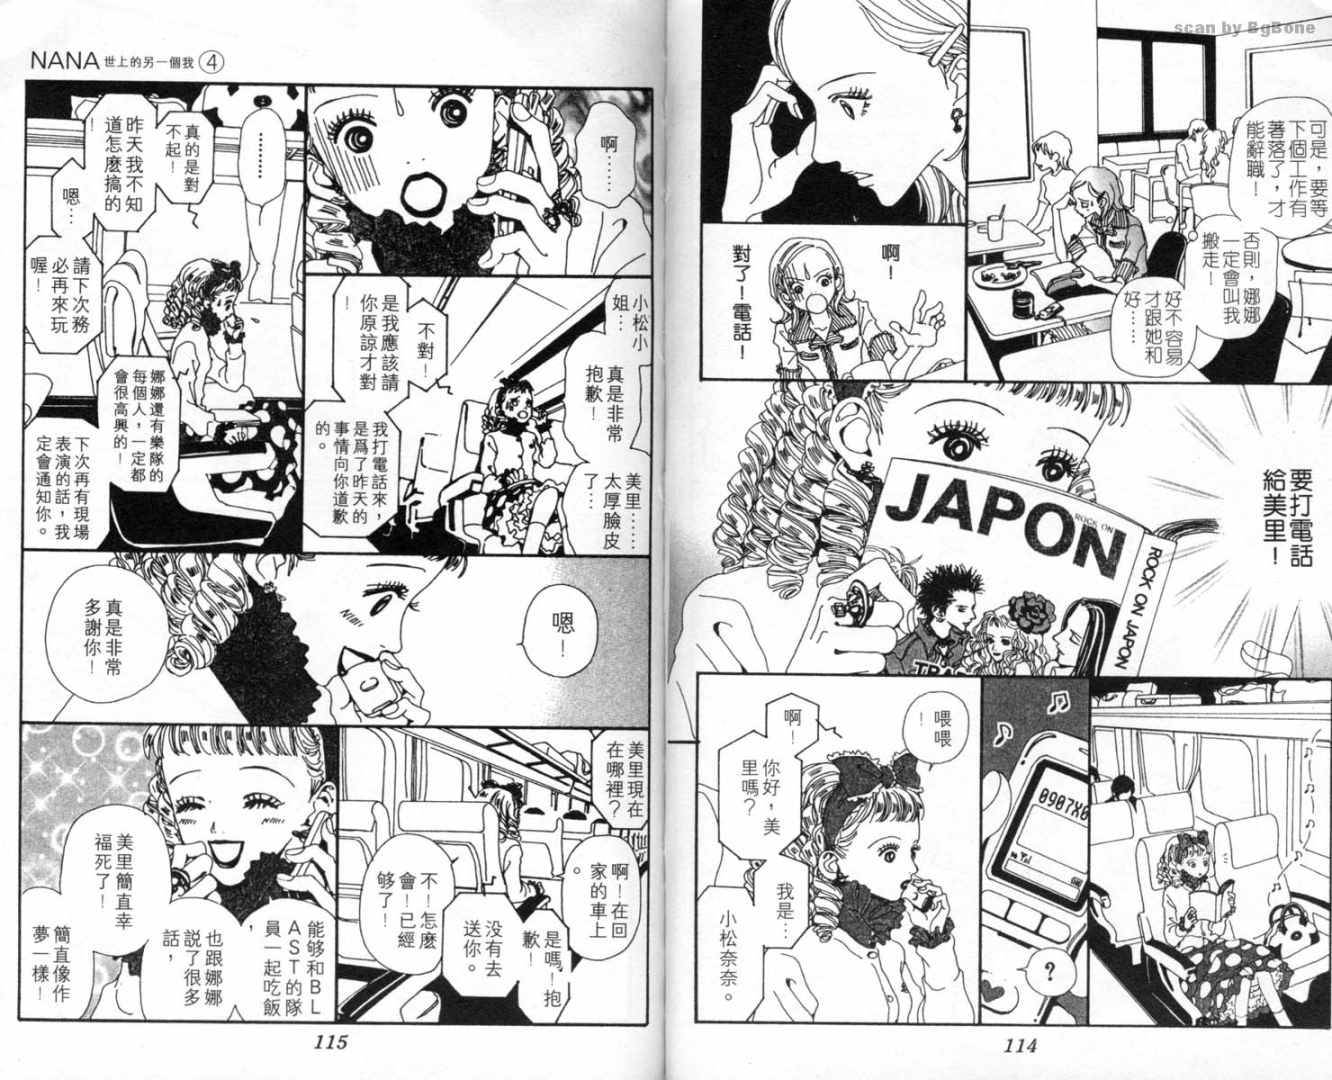 scan by BgBone
可是，要等
下個工作有
著落了，才
能辭職！
否則，娜娜
一定會叫我
搬走！
好不容易
才跟她和
好……
啊！
對了！電話！
要打電話
給美里！
JAPON
ROCK ON
ROCK ON JAPON
TRA
0907X0
Tel
？
喂喂
！
啊！
你好，美
里嗎？
我是…
小松奈奈。
114
NANA 世上的另一個我 ④
啊…
小松小
姐…
真是非常
抱歉！
美里……
太厚臉皮
了…
不對！
是我應該請
你原諒才對
！
我打電話來，
是爲了昨天的
事情向你道歉
的。
………
真的是對
不起！
昨天我不知
道怎麼搞的
！
嗯…
請下次務
必再來玩
喔！
娜娜還有樂隊的
每個人，一定都
會很高興的！
下次再有現場
表演的話，我
定會通知你。
嗯！
真是非常
多謝你！
美里現在
在哪裡？
啊！在回
家的車上
。
是嗎！抱
歉！
沒有去
送你。
不！怎麼
會！已經
够了！
能够和BL
AST的隊
員一起吃飯
，
也跟娜娜
説了很多
話，
美里簡直幸
福死了！
簡直像作
夢一樣！
115